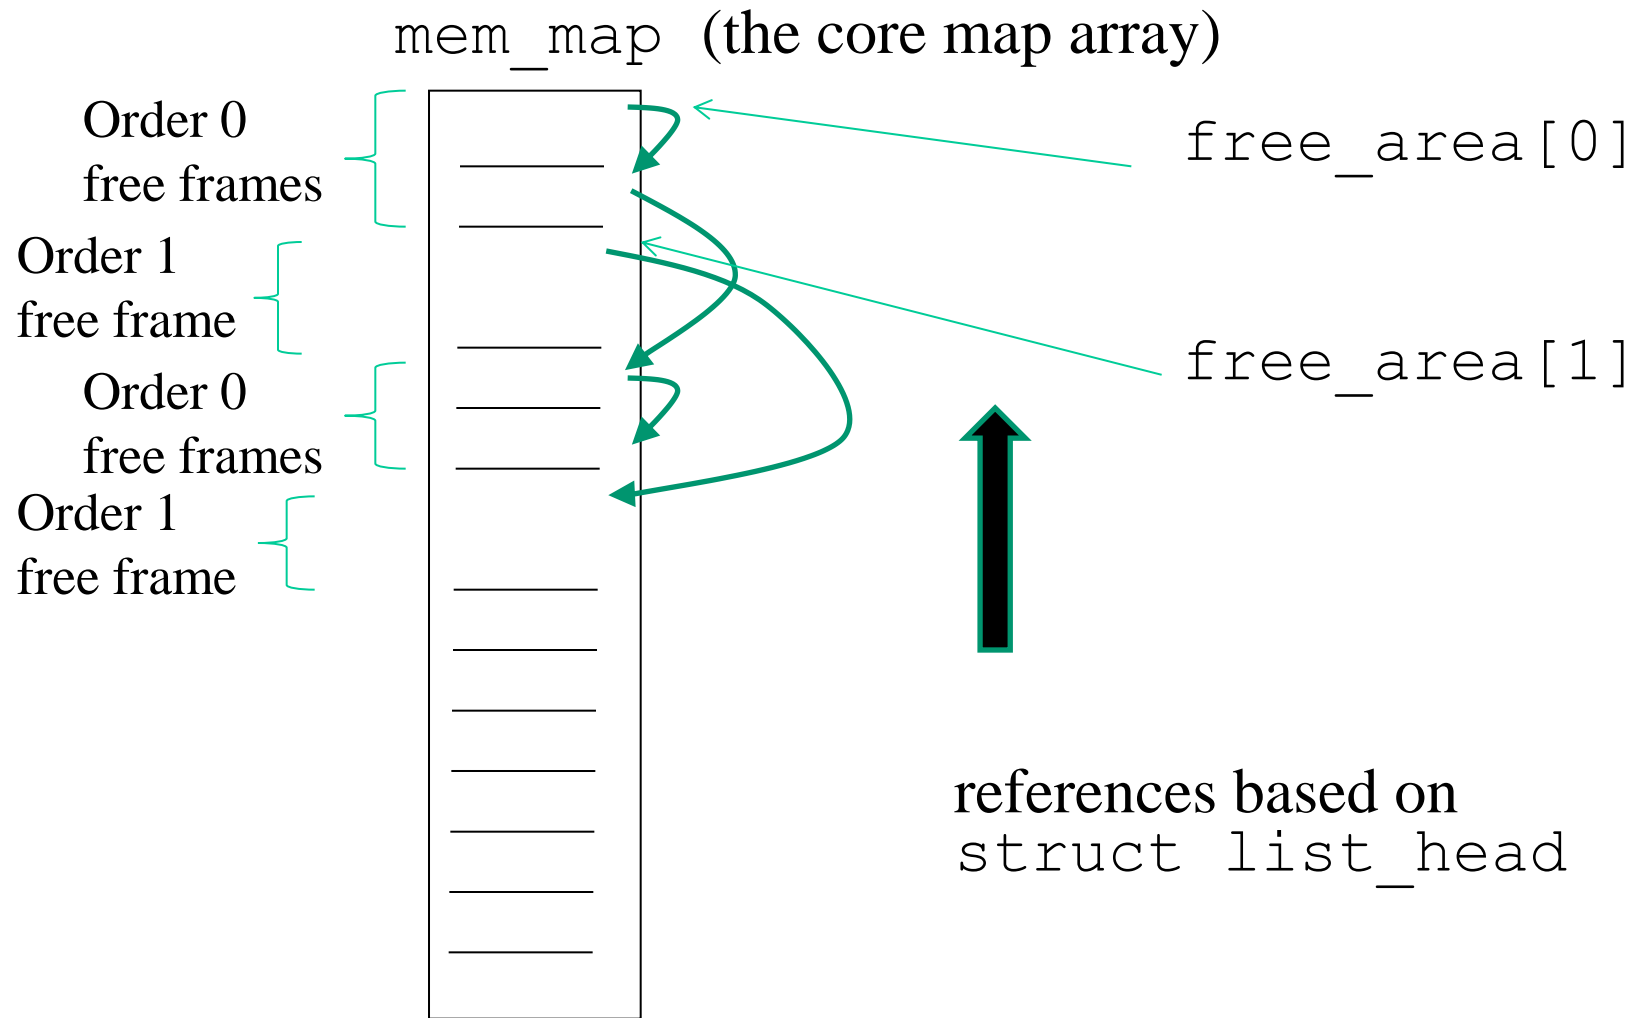 mem_map (the core map array)
Order 0
free frames
Order 1
free frame
Order 0
free frames
Order 1
free frame
free_area[0]
free_area[1]
references based on
struct list_head